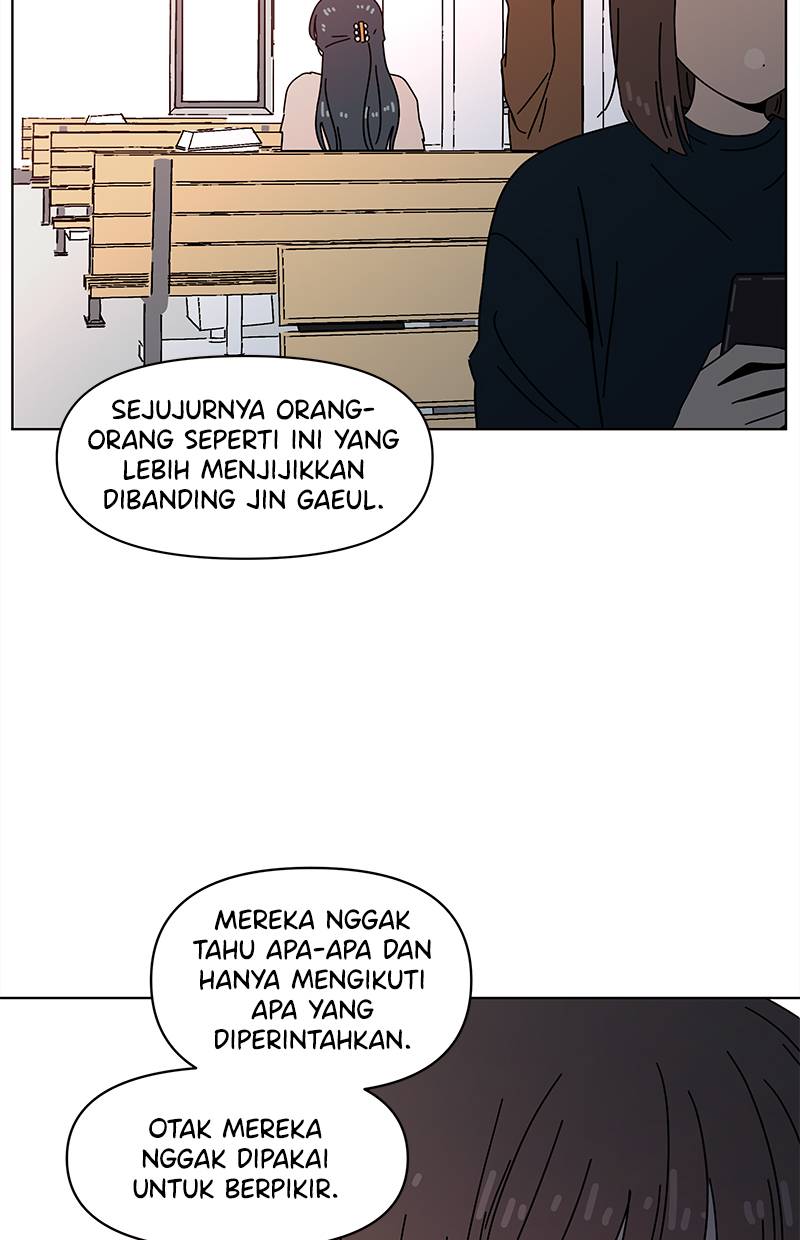 SEJUJURNYA ORANG-
ORANG SEPERTI INI YANG
LEBIH MENJIJIKKAN
DIBANDING JIN GAEUL.
MEREKA NGGAK
TAHU APA-APA DAN
HANYA MENGIKUTI
APA YANG
DIPERINTAHKAN.
OTAK MEREKA
NGGAK DIPAKAI
UNTUK BERPIKIR.